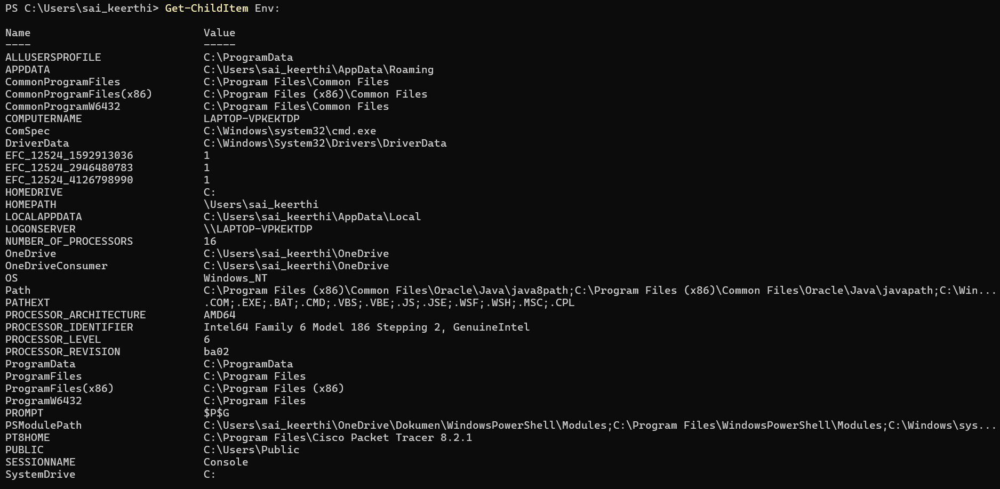 PS C:\Users\sai_keerthi> Get-ChildItem Env:
Name                           Value
----                           -----
ALLUSERSPROFILE                C:\ProgramData
APPDATA                        C:\Users\sai_keerthi\AppData\Roaming
CommonProgramFiles             C:\Program Files\Common Files
CommonProgramFiles(x86)        C:\Program Files (x86)\Common Files
CommonProgramW6432             C:\Program Files\Common Files
COMPUTERNAME                   LAPTOP-VPKEKTDP
ComSpec                        C:\Windows\system32\cmd.exe
DriverData                     C:\Windows\System32\Drivers\DriverData
EFC_12524_1592913036           1
EFC_12524_2946480783           1
EFC_12524_4126798990           1
HOMEDRIVE                      C:
HOMEPATH                       \Users\sai_keerthi
LOCALAPPDATA                   C:\Users\sai_keerthi\AppData\Local
LOGONSERVER                    \\LAPTOP-VPKEKTDP
NUMBER_OF_PROCESSORS           16
OneDrive                       C:\Users\sai_keerthi\OneDrive
OneDriveConsumer               C:\Users\sai_keerthi\OneDrive
OS                             Windows_NT
Path                           C:\Program Files (x86)\Common Files\Oracle\Java\java8path;C:\Program Files (x86)\Common Files\Oracle\Java\javapath;C:\Win...
PATHEXT                        .COM;.EXE;.BAT;.CMD;.VBS;.VBE;.JS;.JSE;.WSF;.WSH;.MSC;.CPL
PROCESSOR_ARCHITECTURE         AMD64
PROCESSOR_IDENTIFIER           Intel64 Family 6 Model 186 Stepping 2, GenuineIntel
PROCESSOR_LEVEL                6
PROCESSOR_REVISION             ba02
ProgramData                    C:\ProgramData
ProgramFiles                   C:\Program Files
ProgramFiles(x86)              C:\Program Files (x86)
ProgramW6432                   C:\Program Files
PROMPT                         $P$G
PSModulePath                   C:\Users\sai_keerthi\OneDrive\Dokumen\WindowsPowerShell\Modules;C:\Program Files\WindowsPowerShell\Modules;C:\Windows\sys...
PT8HOME                        C:\Program Files\Cisco Packet Tracer 8.2.1
PUBLIC                         C:\Users\Public
SESSIONNAME                    Console
SystemDrive                    C: